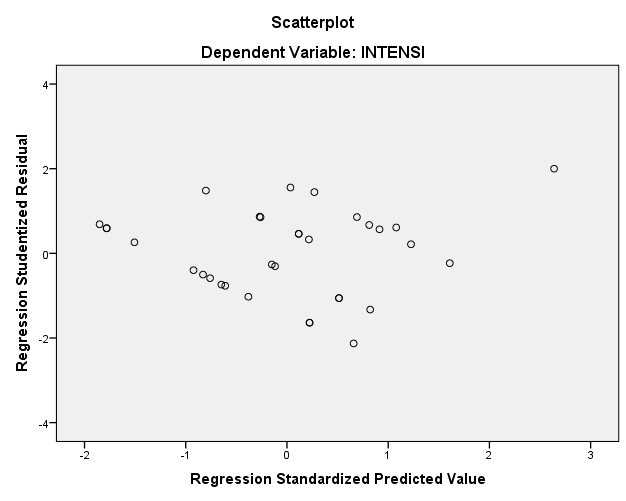 Scatterplot
Dependent Variable: INTENSI
Regression Studentized Residual
4
2
0
-2
-4
-2
-1
0
1
2
3
Regression Standardized Predicted Value